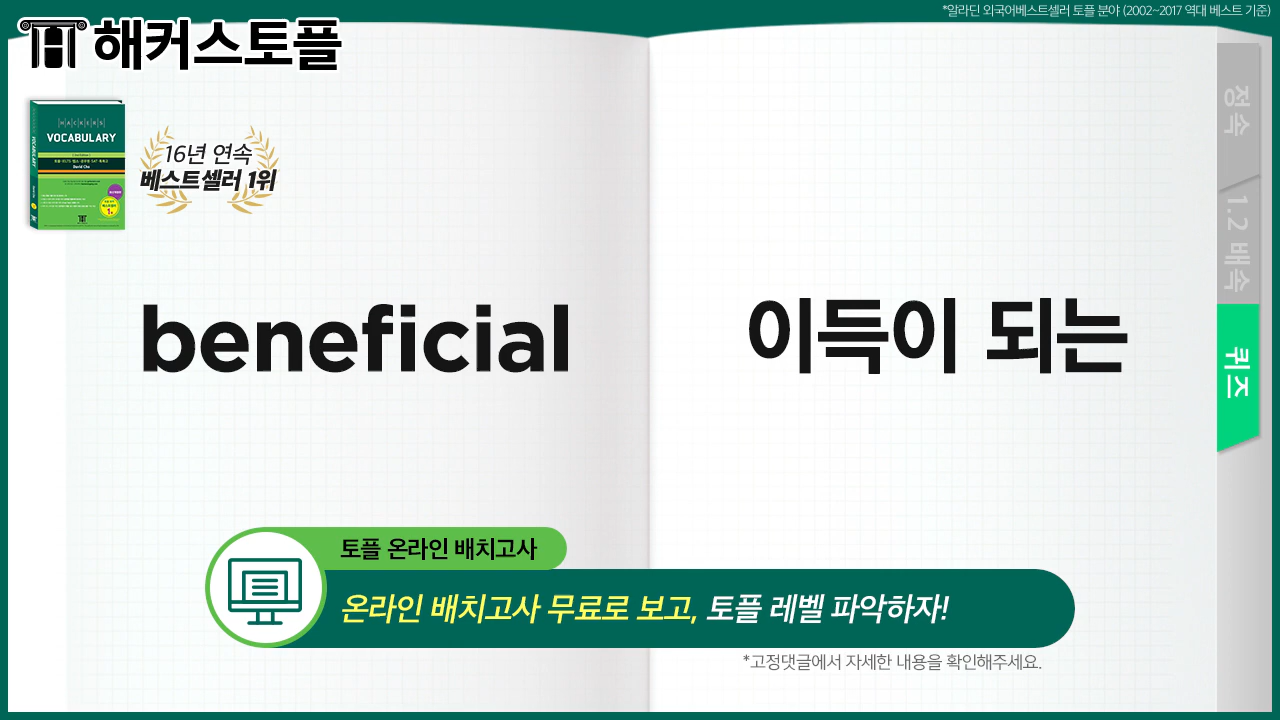 *알라딘 외국어베스트셀러 토플 분야 (2002~2017 역대 베스트 기준)
해커스토플
HACKERS
VOCABULARY
David Cho
16년 연속
베스트셀러 1위
정속
1.2 배속
퀴즈
beneficial
이득이 되는
토플 온라인 배치고사
온라인 배치고사 무료로 보고, 토플 레벨 파악하자!
*고정댓글에서 자세한 내용을 확인해주세요.